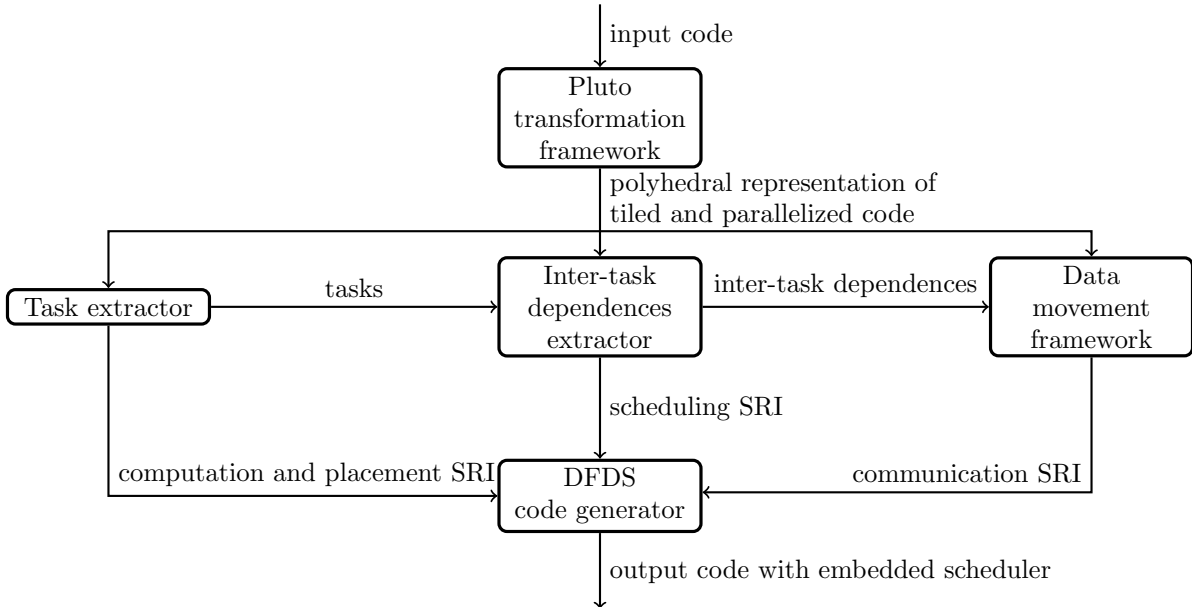 input code
Pluto
transformation
framework
polyhedral representation of
tiled and parallelized code
Task extractor
tasks
Inter-task
dependences
extractor
inter-task dependences
Data
movement
framework
scheduling SRI
computation and placement SRI
DFDS
code generator
communication SRI
output code with embedded scheduler